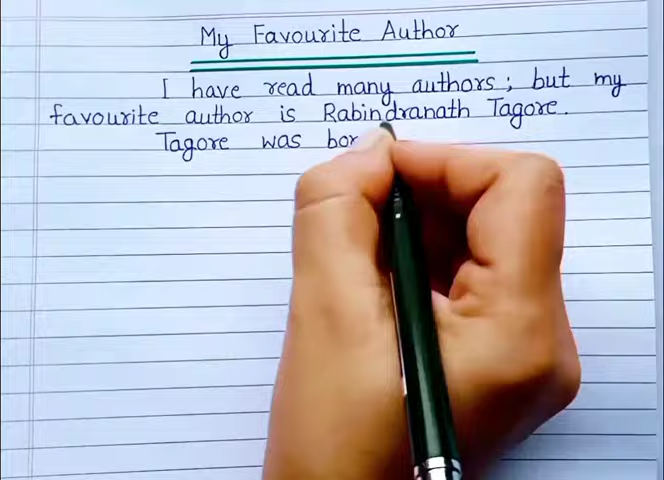 My Favourite Author
I have read many authors; but my
favourite author is Rabindranath Tagore.
Tagore was bor